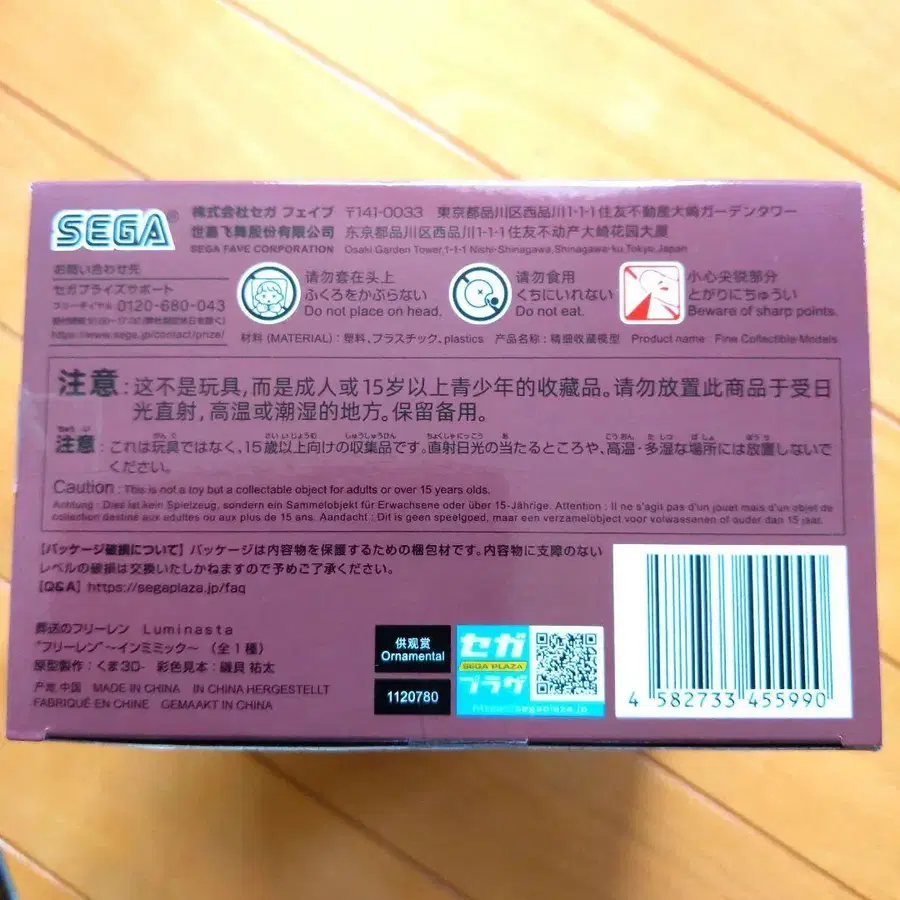 SEGA®
株式会社セガ フェイブ 〒141-0033 東京都品川区西品川1-1-1住友不動産大崎ガーデンタワー
世嘉飞舞股份有限公司 东京都品川区西品川1-1-1住友不动产大崎花园大厦
SEGA FAVE CORPORATION Osaki Garden Tower,1-1-1 Nishi-Shinagawa,Shinagawa-ku,Tokyo,Japan
お問い合わせ先
セガプライズサポート
フリーダイヤル 0120-680-043
受付時間 10:00~17:00(弊社指定休日を除く)
https://www.sega.jp/contact/prize/
请勿套在头上
ふくろをかぶらない
Do not place on head.
请勿食用
くちにいれない
Do not eat.
小心尖锐部分
とがりにちゅうい
Beware of sharp points.
材料 (MATERIAL) : 塑料, プラスチック, plastics 产品名称 : 精细收藏模型 Product name Fine Collectible Models
注意 : 这不是玩具,而是成人或15岁以上青少年的收藏品。请勿放置此商品于受日
光直射,高温或潮湿的地方。保留备用。
注意 : これは玩具ではなく、15歳以上向けの収集品です。直射日光の当たるところや、高温・多湿な場所には放置しないで
ください。
Caution : This is not a toy but a collectable object for adults or over 15 years olds.
Achtung : Dies ist kein Spielzeug, sondern ein Sammelobjekt für Erwachsene oder über 15-Jährige. Attention : Il ne s'agit pas d'un jouet mais d'un objet de
collection destiné aux adultes ou aux plus de 15 ans. Aandacht : Dit is geen speelgoed, maar een verzamelobject voor volwassenen of ouder dan 15 jaar.
【パッケージ破損について】パッケージは内容物を保護するための梱包材です。内容物に支障のない
レベルの破損は交換いたしかねますので予めご了承ください。
【Q&A】https://segaplaza.jp/faq
葬送のフリーレン Luminasta
"フリーレン"~インミミック~ (全1種)
原型製作:くま3D- 彩色見本:磯貝 祐太
产地 中国 MADE IN CHINA IN CHINA HERGESTELLT
FABRIQUÉ EN CHINE GEMAAKT IN CHINA
供观赏
Ornamental
1120780
セガ
SEGA PLAZA
プラザ
https://segaplaza.jp
4 582733 455990